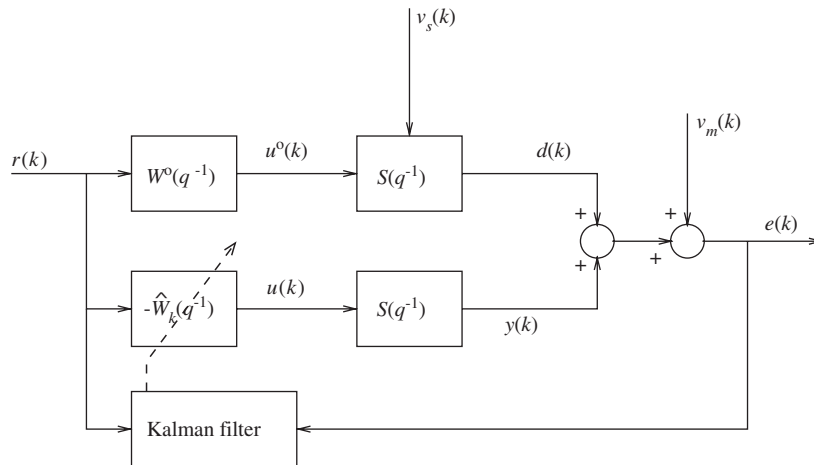 v_s(k)
v_m(k)
r(k)
W^o(q^-1)
u^o(k)
S(q^-1)
d(k)
+
+
e(k)
+
+
-Ŵ_k(q^-1)
u(k)
S(q^-1)
y(k)
Kalman filter